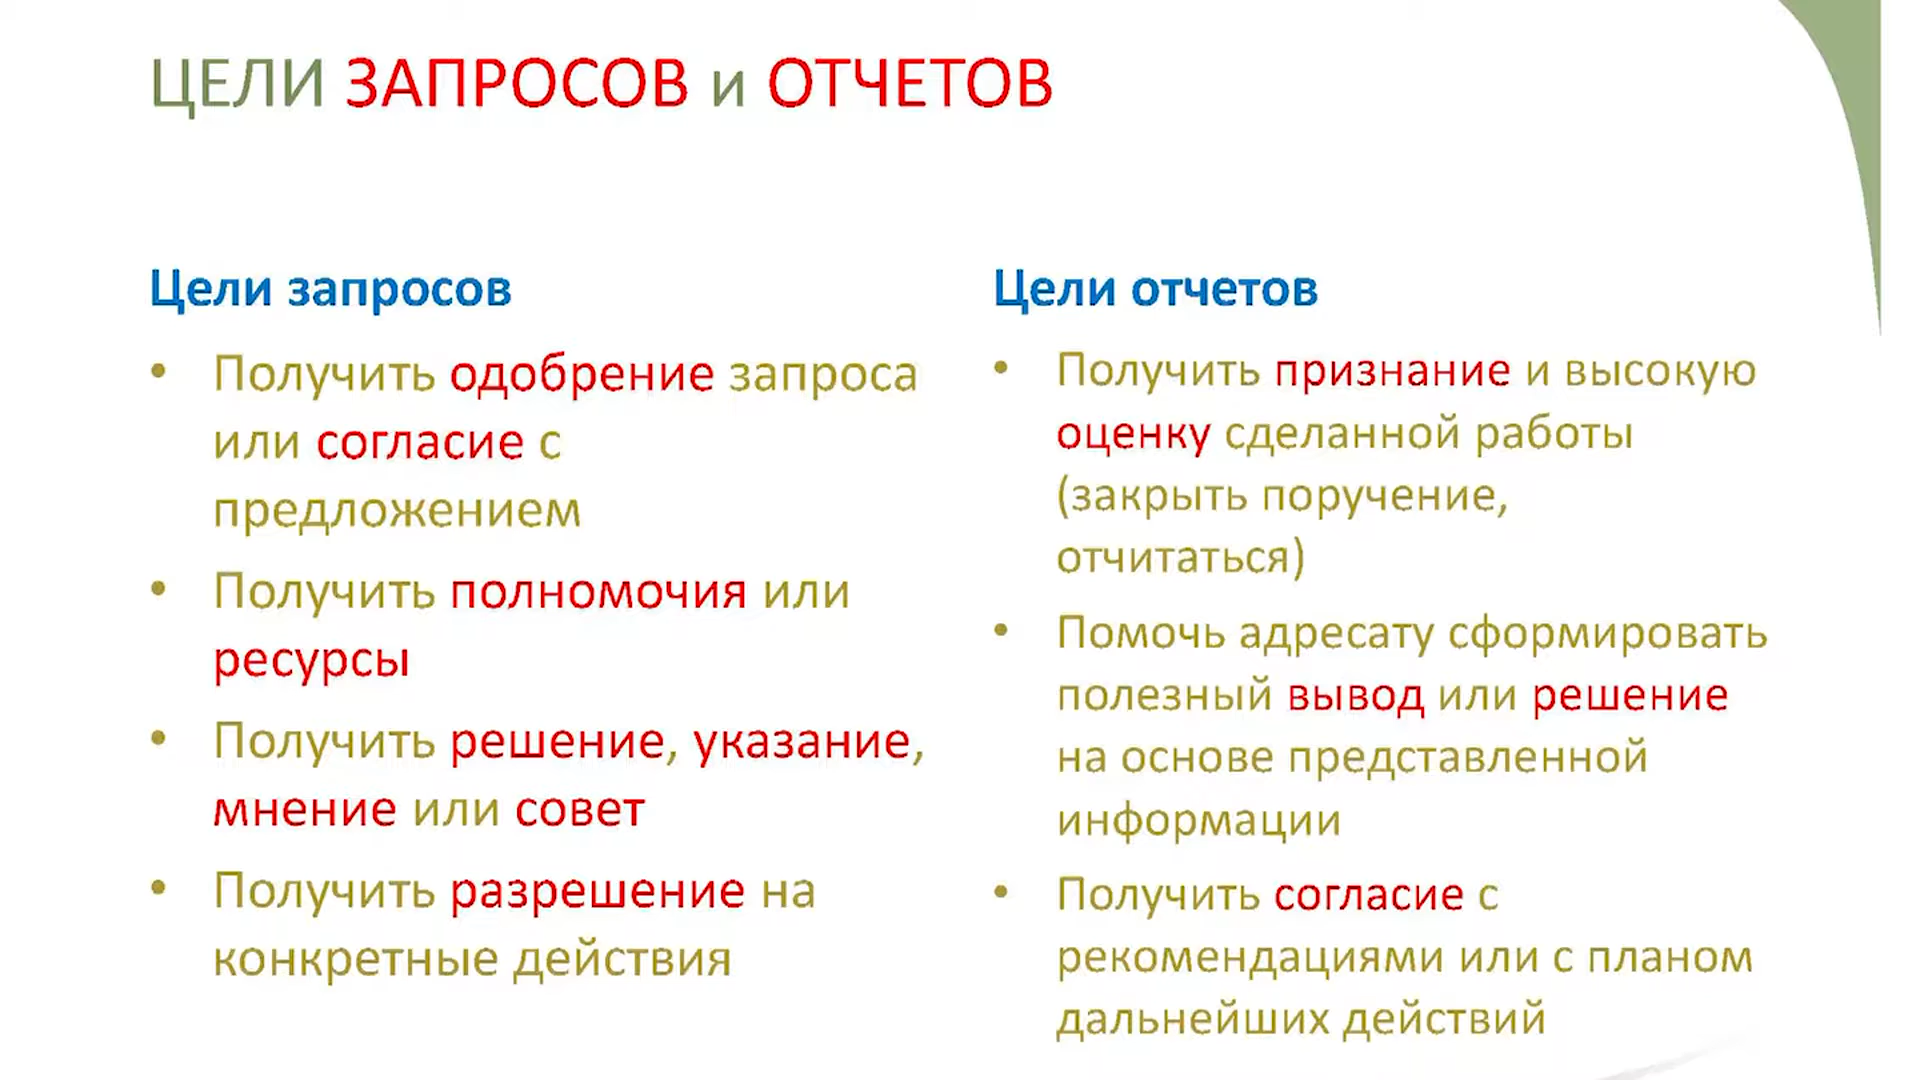 ЦЕЛИ ЗАПРОСОВ и ОТЧЕТОВ
Цели запросов
• Получить одобрение запроса
или согласие с
предложением
• Получить полномочия или
ресурсы
• Получить решение, указание,
мнение или совет
• Получить разрешение на
конкретные действия
Цели отчетов
• Получить признание и высокую
оценку сделанной работы
(закрыть поручение,
отчитаться)
• Помочь адресату сформировать
полезный вывод или решение
на основе представленной
информации
• Получить согласие с
рекомендациями или с планом
дальнейших действий